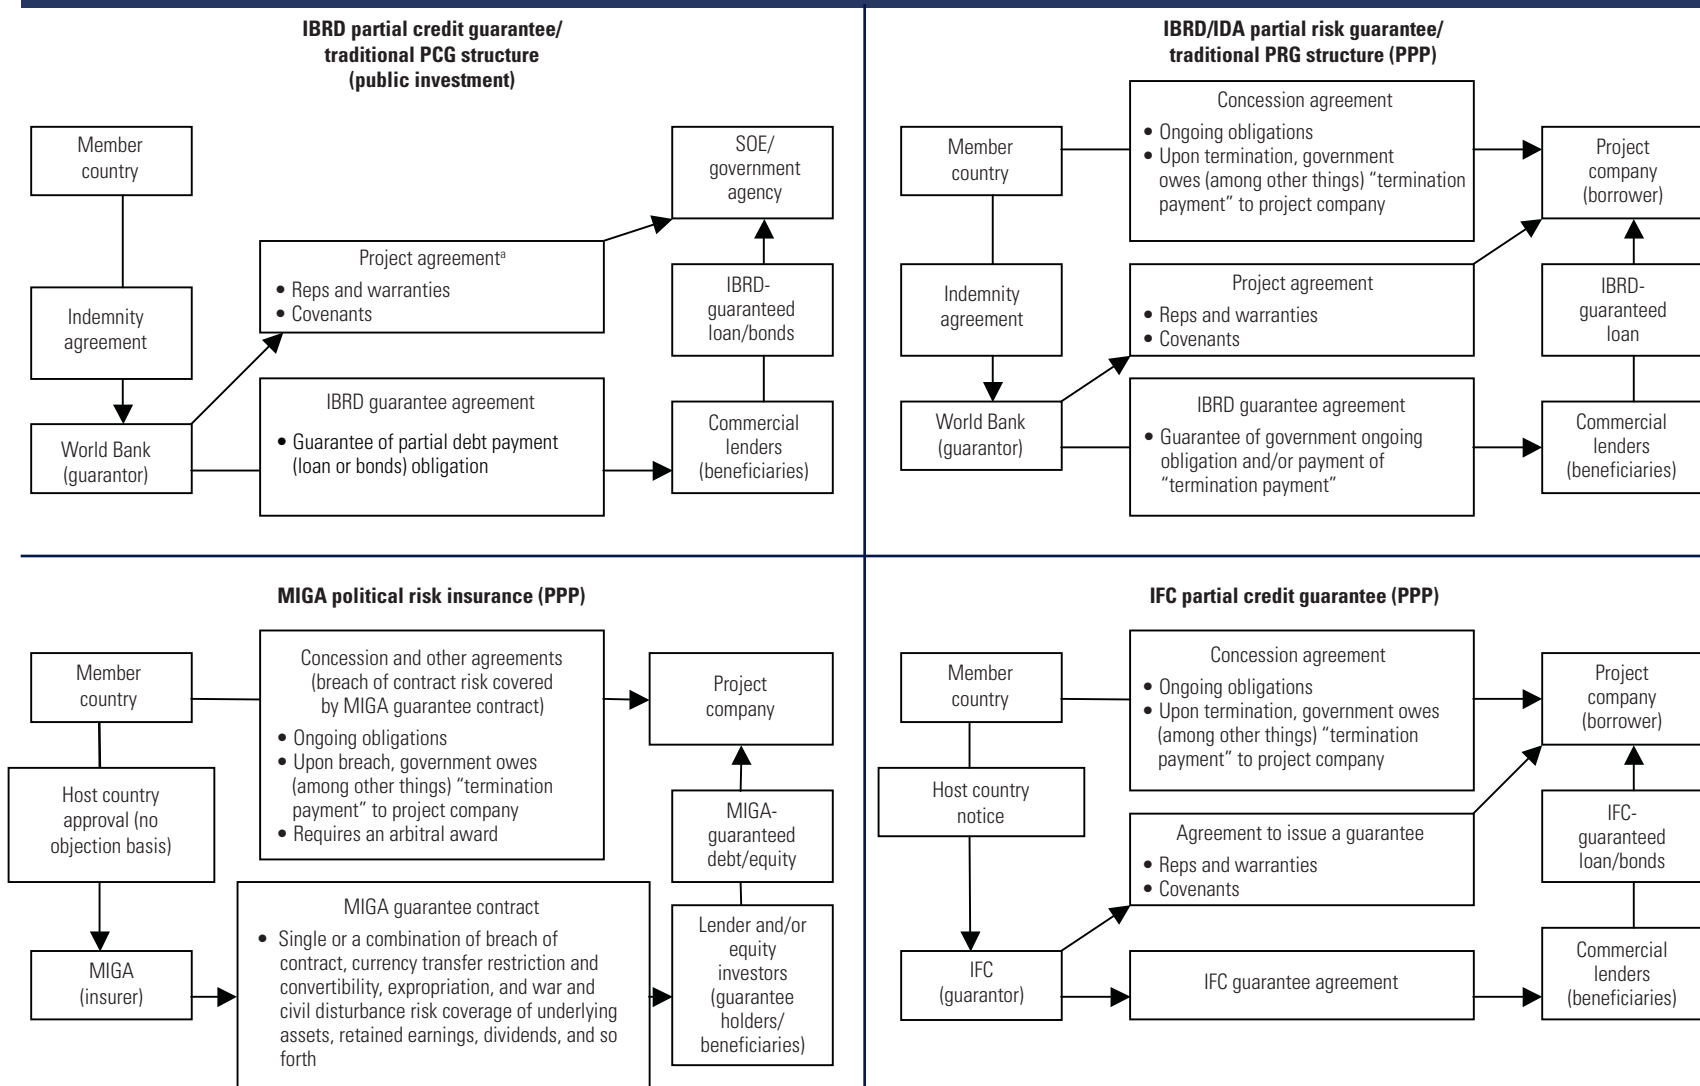 IBRD partial credit guarantee/
traditional PCG structure
(public investment)
Member
country
SOE/
government
agency
Project agreementᵃ
• Reps and warranties
• Covenants
IBRD-
guaranteed
loan/bonds
Indemnity
agreement
IBRD guarantee agreement
• Guarantee of partial debt payment
(loan or bonds) obligation
World Bank
(guarantor)
Commercial
lenders
(beneficiaries)
IBRD/IDA partial risk guarantee/
traditional PRG structure (PPP)
Member
country
Concession agreement
• Ongoing obligations
• Upon termination, government
owes (among other things) “termination
payment” to project company
Project
company
(borrower)
Indemnity
agreement
Project agreement
• Reps and warranties
• Covenants
IBRD-
guaranteed
loan
World Bank
(guarantor)
IBRD guarantee agreement
• Guarantee of government ongoing
obligation and/or payment of
“termination payment”
Commercial
lenders
(beneficiaries)
MIGA political risk insurance (PPP)
Member
country
Concession and other agreements
(breach of contract risk covered
by MIGA guarantee contract)
• Ongoing obligations
• Upon breach, government owes
(among other things) “termination
payment” to project company
• Requires an arbitral award
Project
company
Host country
approval (no
objection basis)
MIGA-
guaranteed
debt/equity
MIGA
(insurer)
MIGA guarantee contract
• Single or a combination of breach of
contract, currency transfer restriction and
convertibility, expropriation, and war and
civil disturbance risk coverage of underlying
assets, retained earnings, dividends, and so
forth
Lender and/or
equity
investors
(guarantee
holders/
beneficiaries)
IFC partial credit guarantee (PPP)
Member
country
Concession agreement
• Ongoing obligations
• Upon termination, government owes
(among other things) “termination
payment” to project company
Project
company
(borrower)
Host country
notice
Agreement to issue a guarantee
• Reps and warranties
• Covenants
IFC-
guaranteed
loan/bonds
IFC
(guarantor)
IFC guarantee agreement
Commercial
lenders
(beneficiaries)